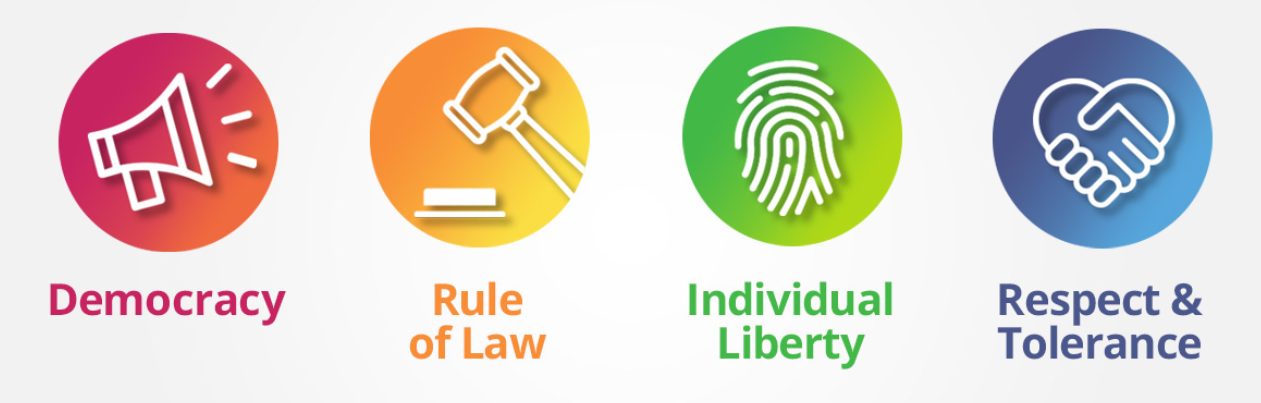 Democracy
Rule
of Law
Individual
Liberty
Respect &
Tolerance